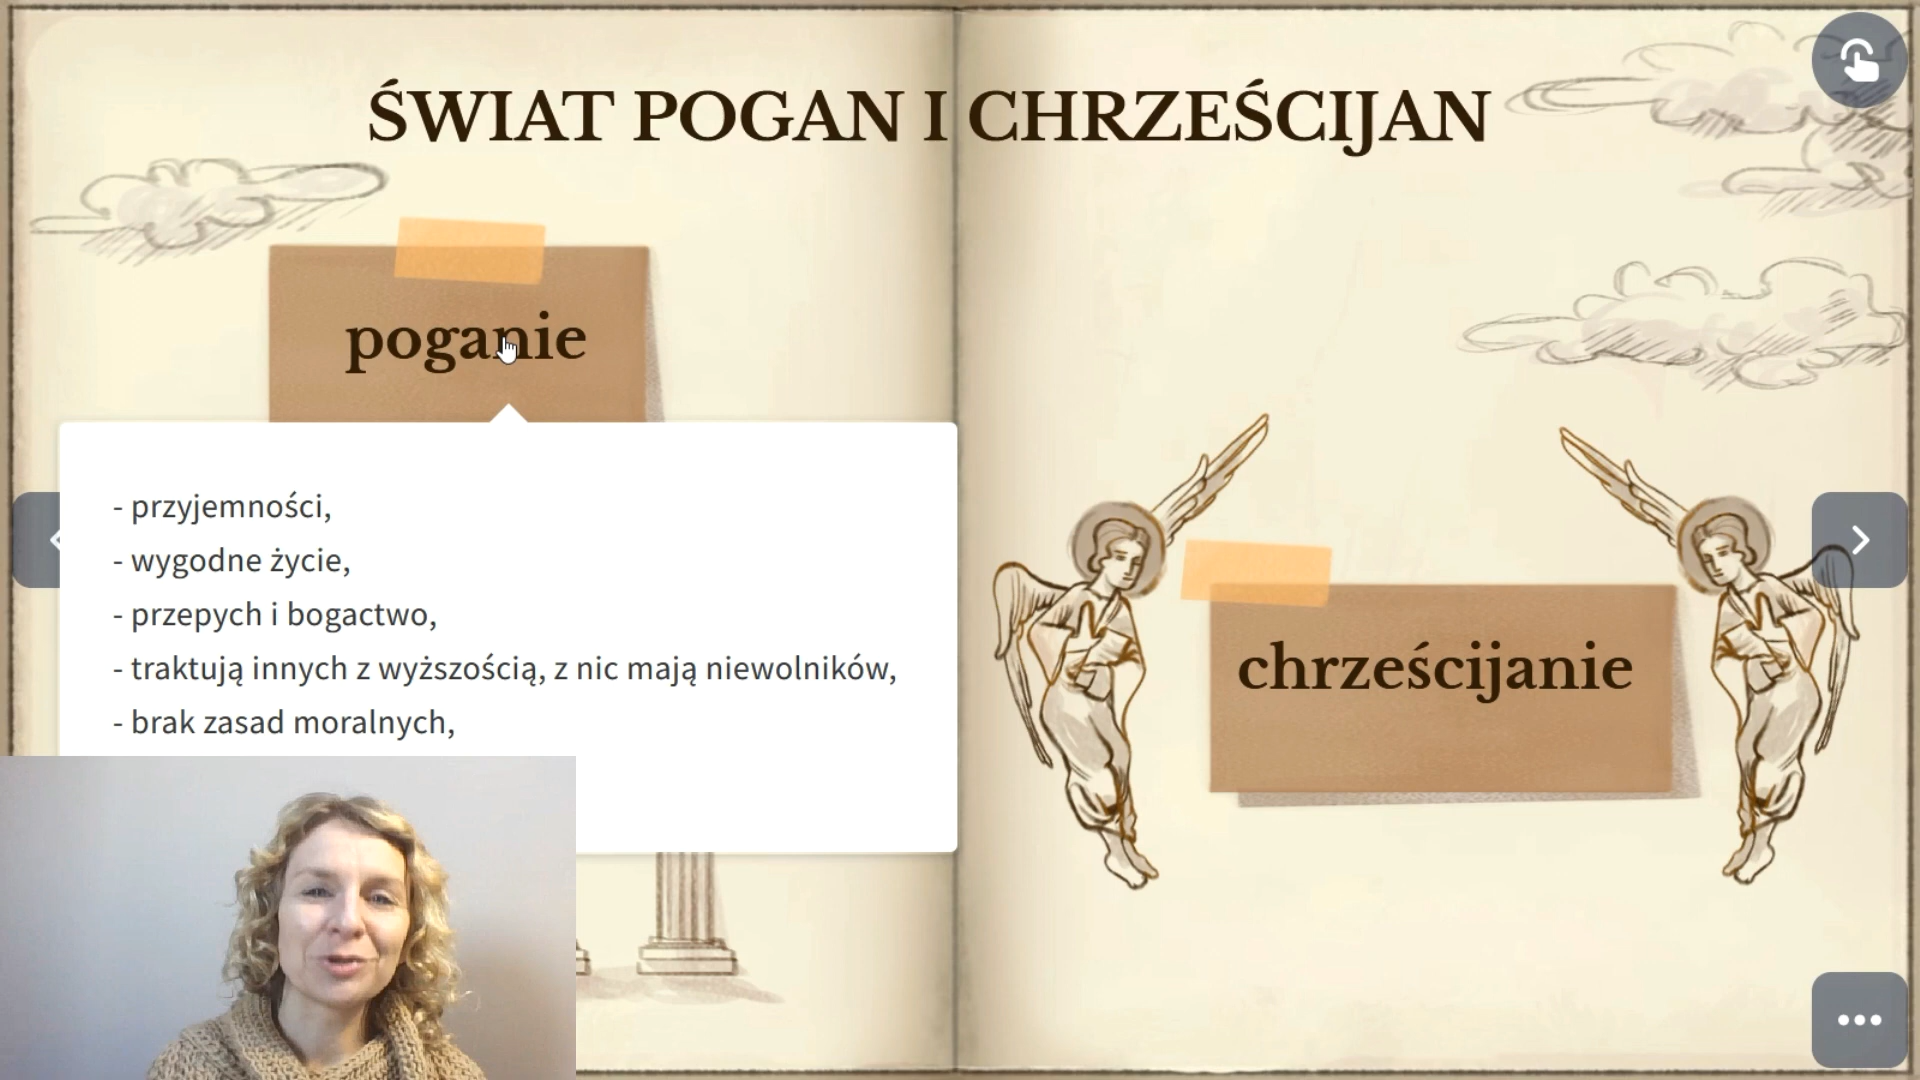 ŚWIAT POGAN I CHRZEŚCIJAN
poganie
- przyjemności,
- wygodne życie,
- przepych i bogactwo,
- traktują innych z wyższością, z nic mają niewolników,
- brak zasad moralnych,
chrześcijanie